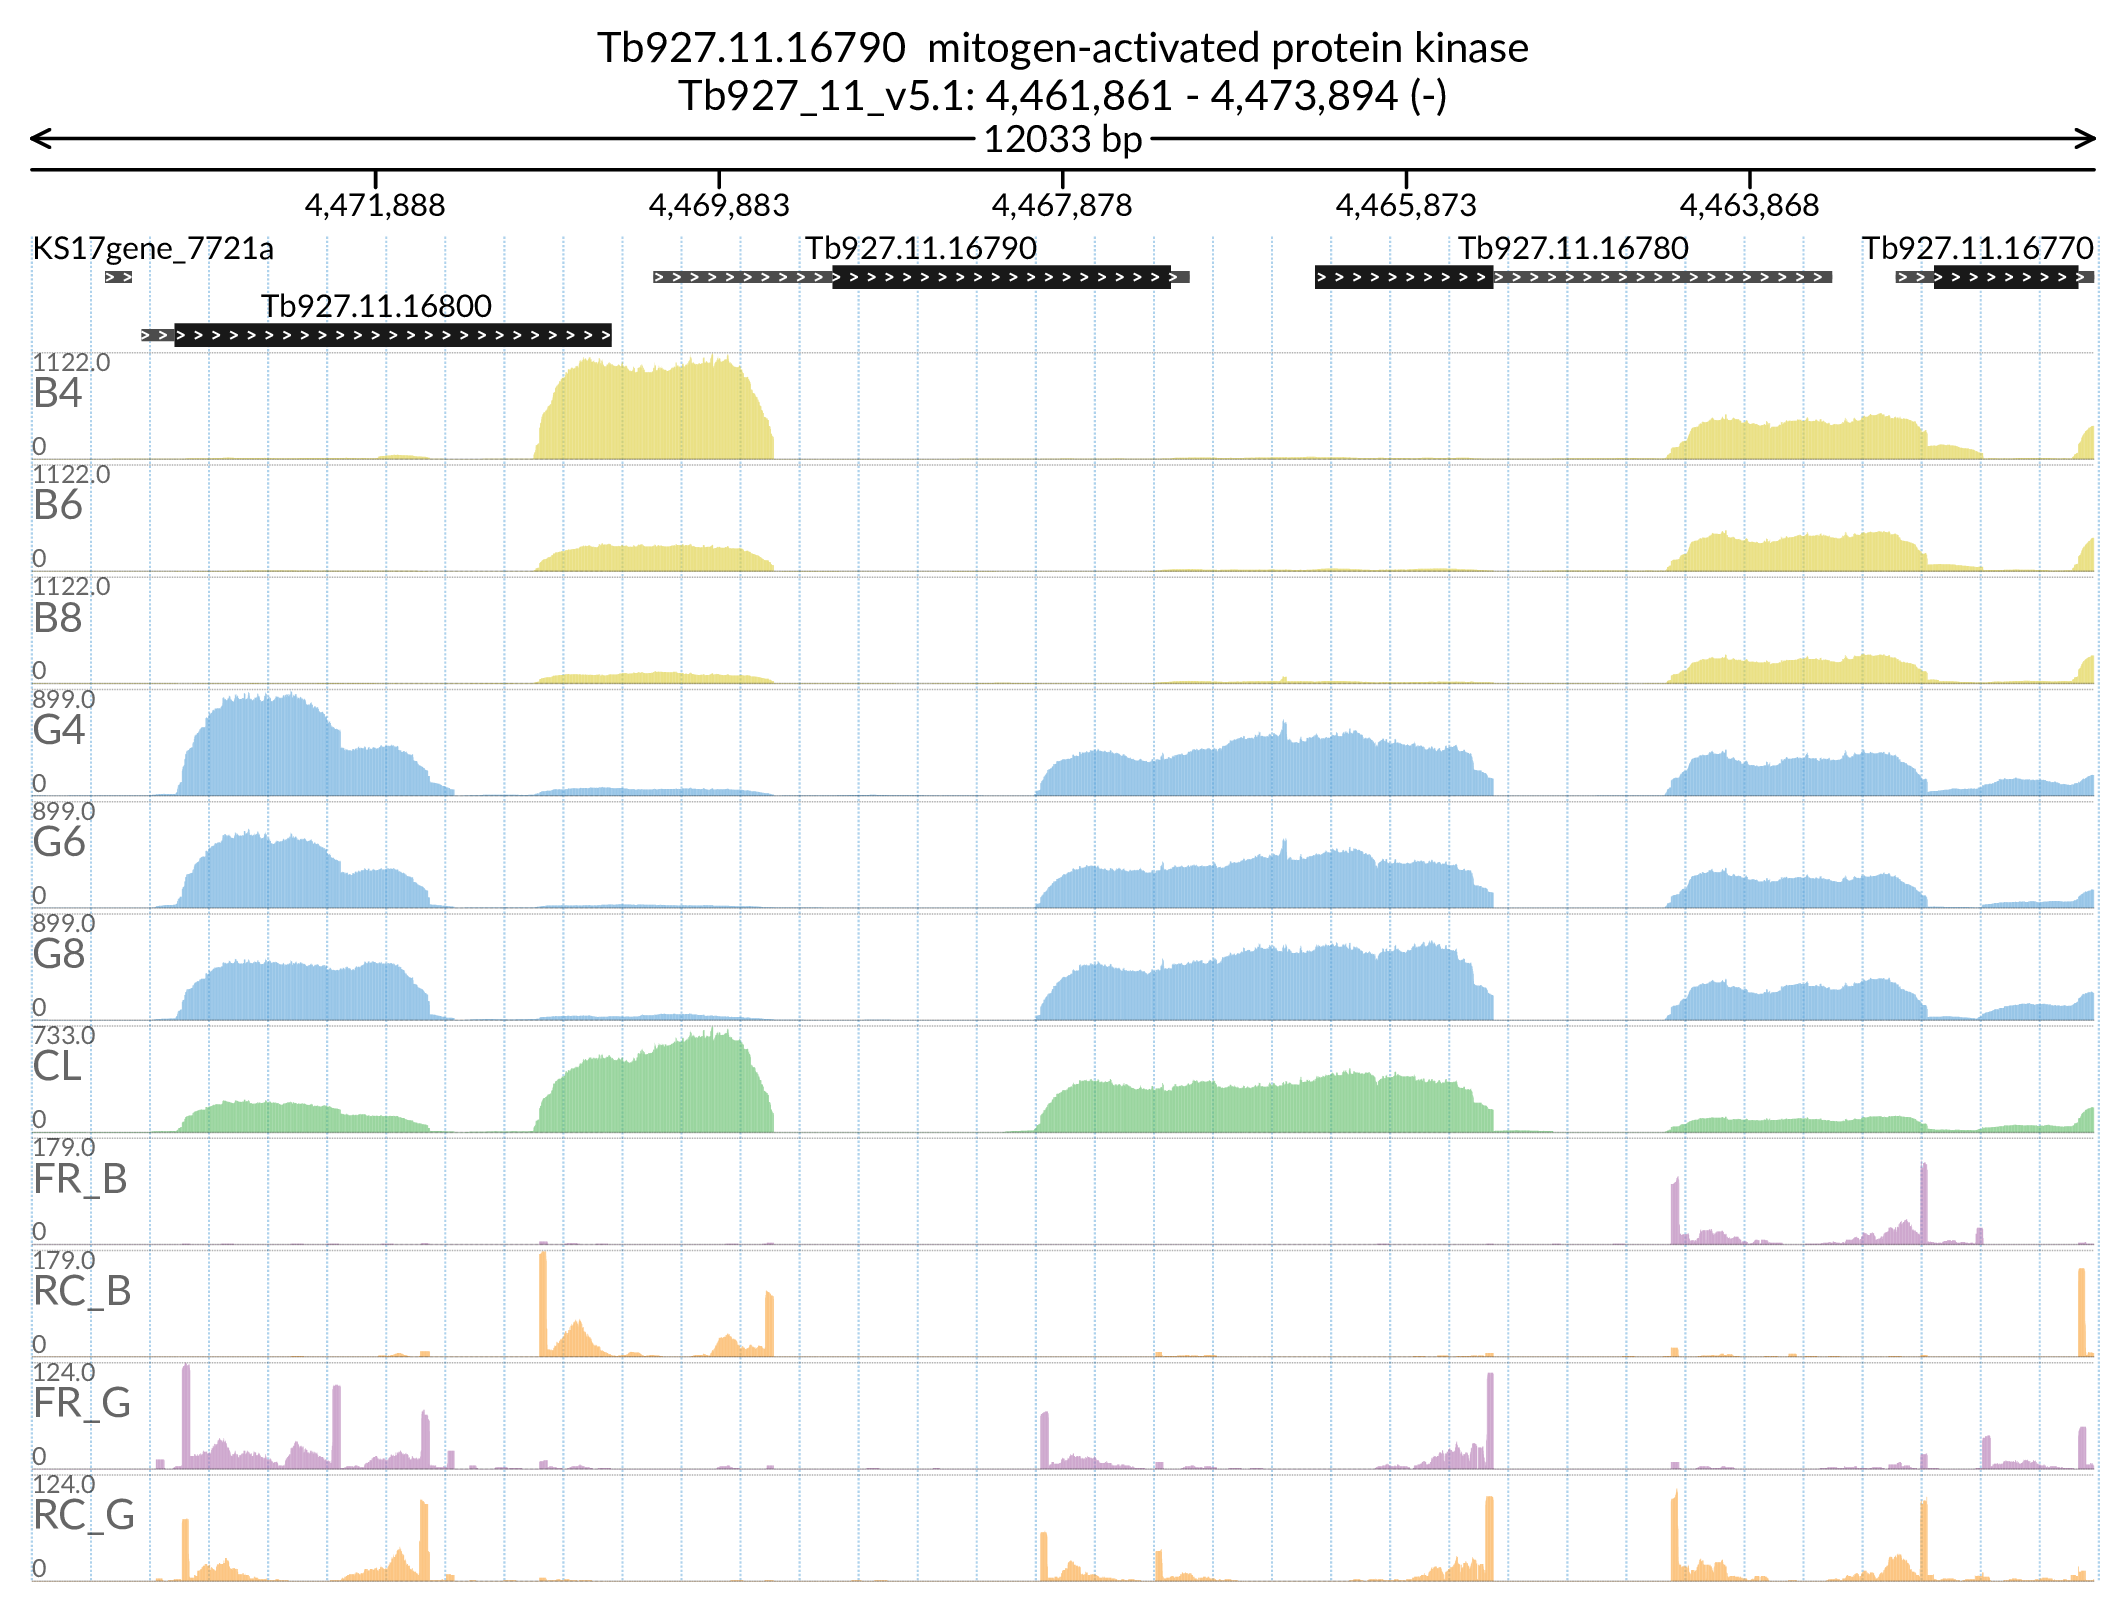 Tb927.11.16790 mitogen-activated protein kinase
Tb927_11_v5.1: 4,461,861 - 4,473,894 (-)
12033 bp
4,471,888 4,469,883 4,467,878 4,465,873 4,463,868
KS17gene_7721a Tb927.11.16790 Tb927.11.16780 Tb927.11.16770
Tb927.11.16800
1122.0
B4
0
1122.0
B6
0
1122.0
B8
0
899.0
G4
0
899.0
G6
0
899.0
G8
0
733.0
CL
0
179.0
FR_B
0
179.0
RC_B
0
124.0
FR_G
0
124.0
RC_G
0